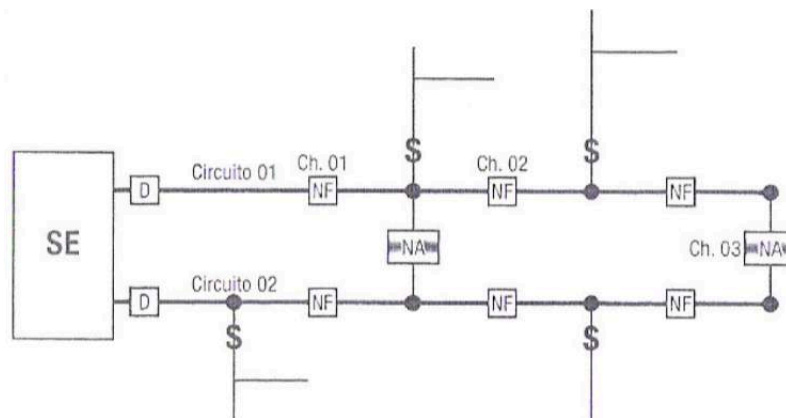 S S
Circuito 01 Ch. 01 Ch. 02
D NF NF NF
SE
NA Ch. 03 NA
Circuito 02
D NF NF NF
S S